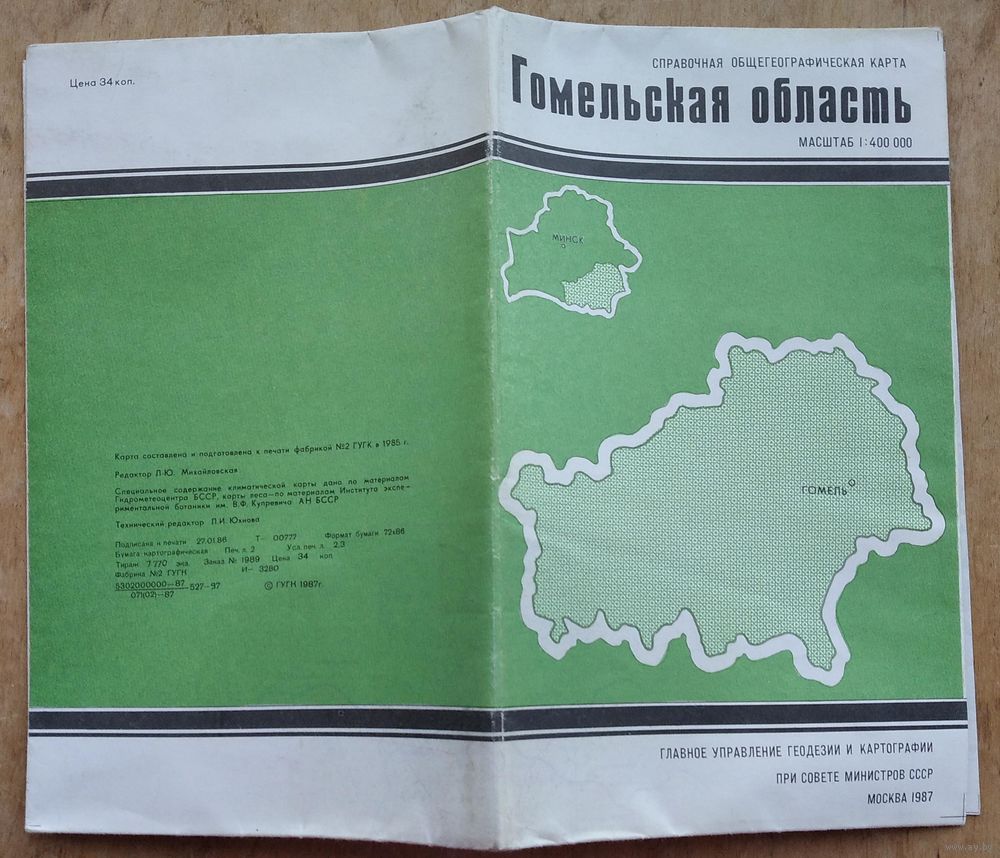 Цена 34 коп.
Карта составлена и подготовлена к печати фабрикой №2 ГУГК в 1985 г.
Редактор Л.Ю. Михайловская
Специальное содержание климатической карты дано по материалам
Гидрометеоцентра БССР, карты леса—по материалам Института экспе-
риментальной ботаники им. В.Ф. Купревича АН БССР
Технический редактор Л.И. Юхнова
Подписана к печати 27.01.86 Т— 00777 Формат бумаги 72х86
Бумага картографическая Печ. л. 2 Усл. печ. л. 2,3
Тираж 7 770 экз. Заказ № 1989 Цена 34 коп
Фабрика №2 ГУГК И— 3280
5302000000—87
071(02)—87
527—87 © ГУГК 1987г.
СПРАВОЧНАЯ ОБЩЕГЕОГРАФИЧЕСКАЯ КАРТА
Гомельская область
МАСШТАБ 1:400 000
МИНСК
ГОМЕЛЬ
ГЛАВНОЕ УПРАВЛЕНИЕ ГЕОДЕЗИИ И КАРТОГРАФИИ
ПРИ СОВЕТЕ МИНИСТРОВ СССР
МОСКВА 1987
www.ay.by